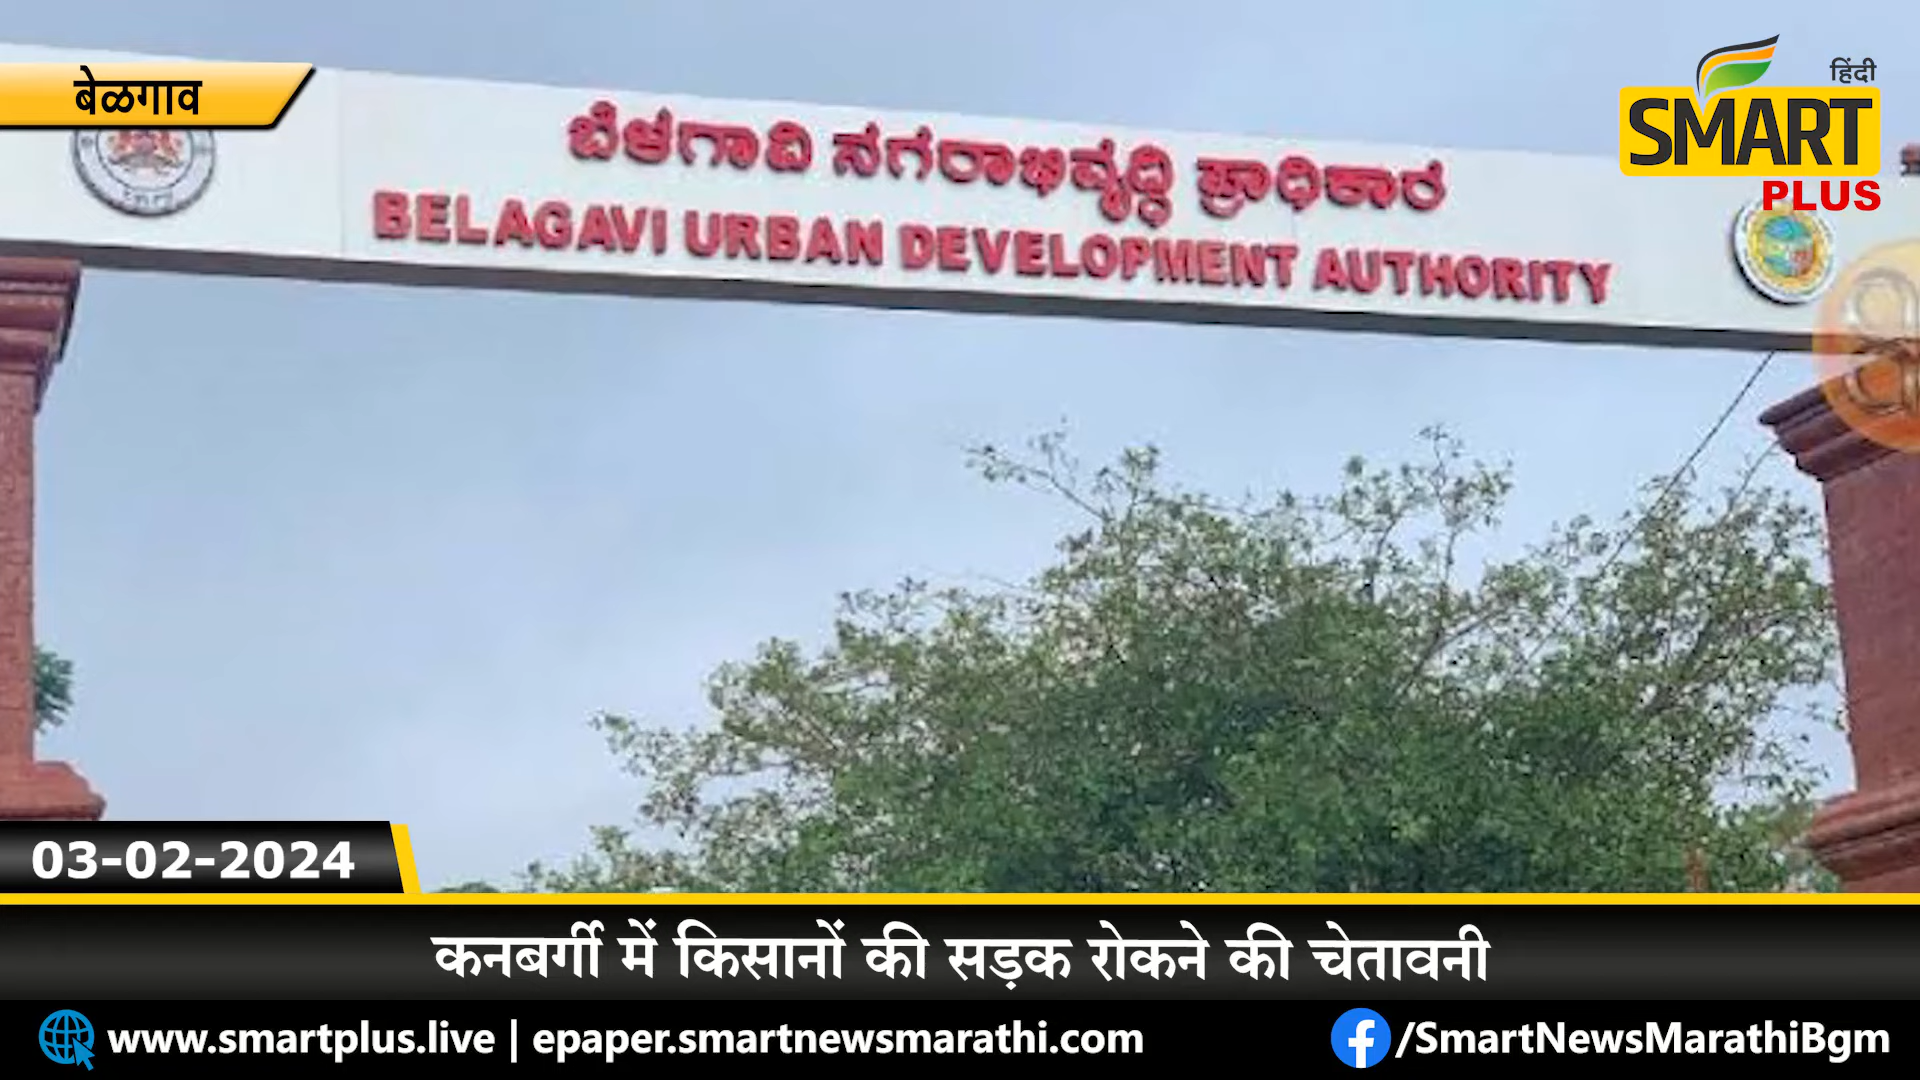 बेळगाव
हिंदी
SMART
PLUS
ಬೆಳಗಾವಿ ನಗರಾಭಿವೃದ್ಧಿ ಪ್ರಾಧಿಕಾರ
BELAGAVI URBAN DEVELOPMENT AUTHORITY
03-02-2024
कनबर्गी में किसानों की सड़क रोकने की चेतावनी
www.smartplus.live | epaper.smartnewsmarathi.com
/SmartNewsMarathiBgm